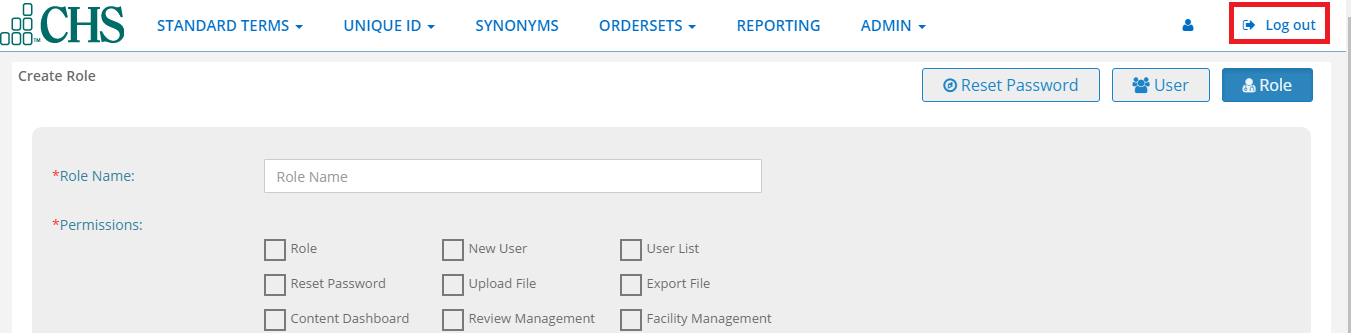 CHS STANDARD TERMS UNIQUE ID SYNONYMS ORDERSETS REPORTING ADMIN Log out
™
Create Role
Reset Password User Role
*Role Name: Role Name
*Permissions:
Role New User User List
Reset Password Upload File Export File
Content Dashboard Review Management Facility Management